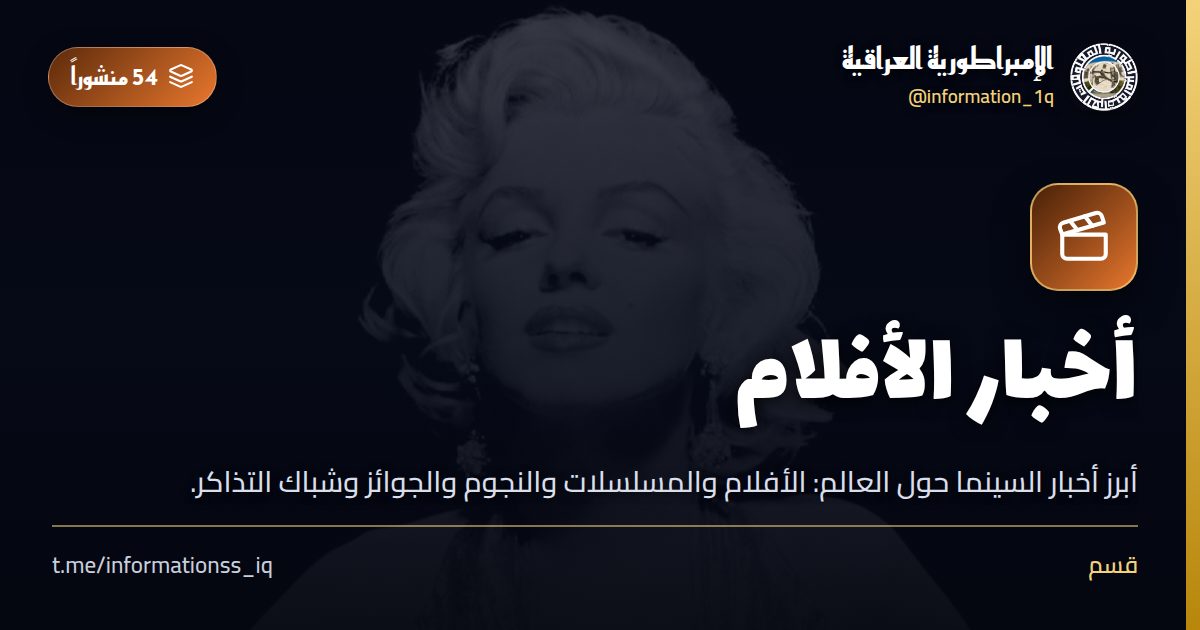 الإمبراطورية العراقية
@information_1q
54 منشوراً
أخبار الأفلام
أبرز أخبار السينما حول العالم: الأفلام والمسلسلات والنجوم والجوائز وشباك التذاكر.
قسم
t.me/informationss_iq